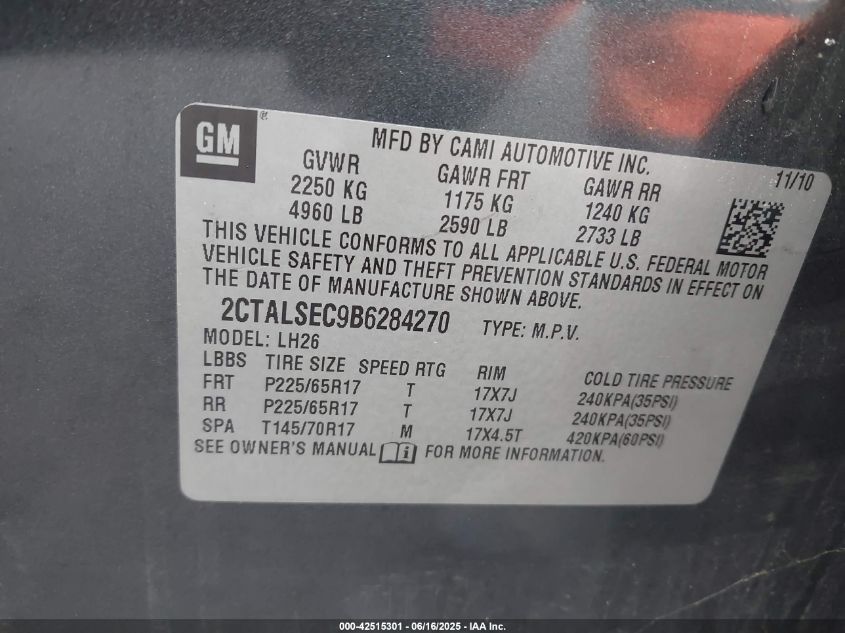 GM ®
MFD BY CAMI AUTOMOTIVE INC.
11/10
GVWR GAWR FRT GAWR RR
2250 KG 1175 KG 1240 KG
4960 LB 2590 LB 2733 LB
THIS VEHICLE CONFORMS TO ALL APPLICABLE U.S. FEDERAL MOTOR
VEHICLE SAFETY AND THEFT PREVENTION STANDARDS IN EFFECT ON
THE DATE OF MANUFACTURE SHOWN ABOVE.
2CTALSEC9B6284270 TYPE: M.P.V.
MODEL: LH26
LBBS TIRE SIZE SPEED RTG RIM COLD TIRE PRESSURE
FRT P225/65R17 T 17X7J 240KPA(35PSI)
RR P225/65R17 T 17X7J 240KPA(35PSI)
SPA T145/70R17 M 17X4.5T 420KPA(60PSI)
SEE OWNER'S MANUAL i FOR MORE INFORMATION.
000-42515301 - 06/16/2025 - IAA Inc.